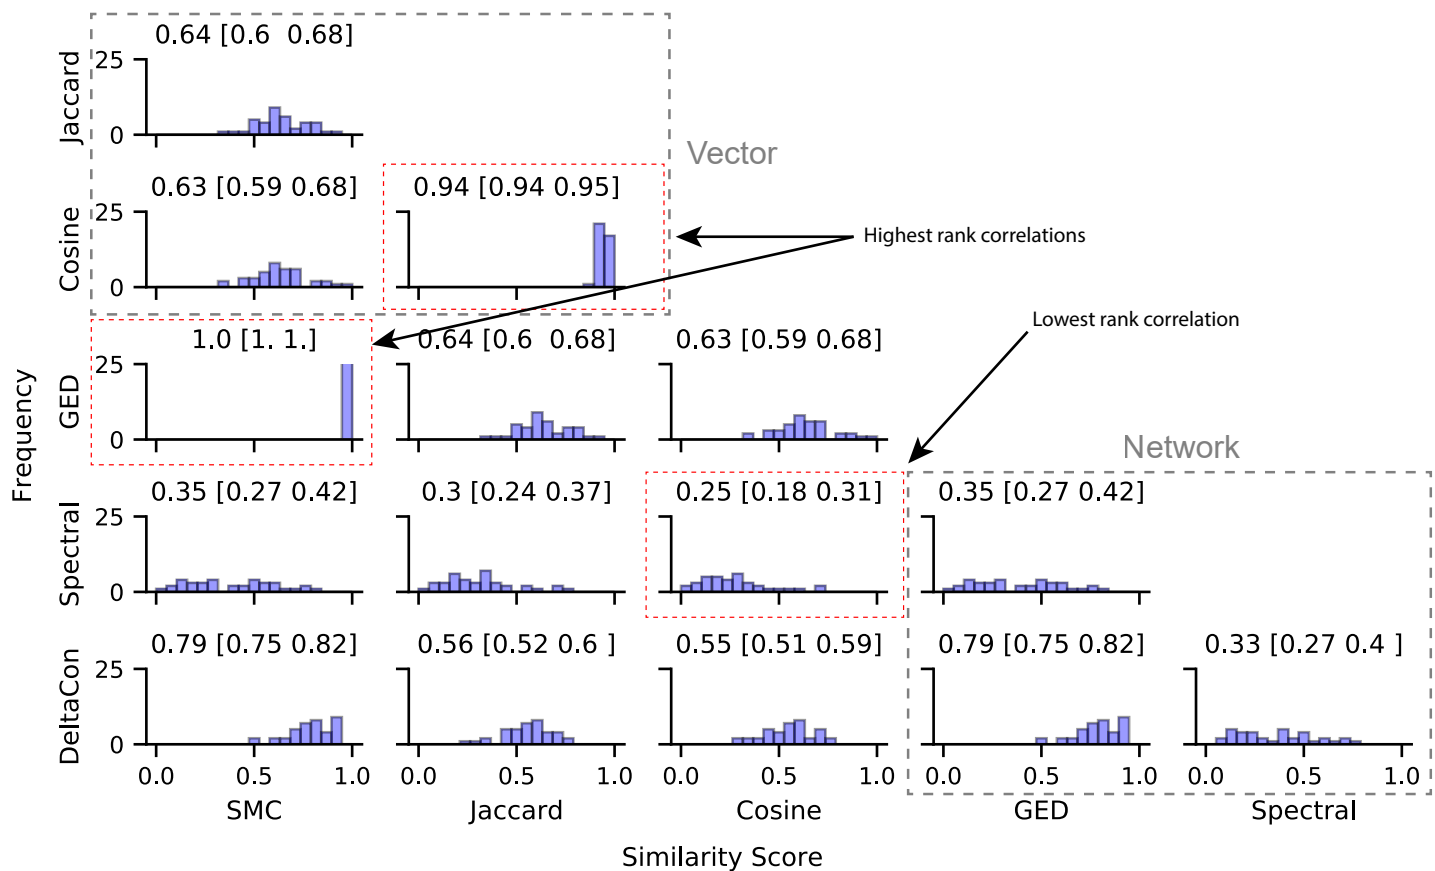 0.64 [0.6  0.68]
25
0
Jaccard
Vector
0.63 [0.59 0.68]
0.94 [0.94 0.95]
25
0
Cosine
Highest rank correlations
Lowest rank correlation
1.0 [1. 1.]
0.64 [0.6  0.68]
0.63 [0.59 0.68]
25
0
GED
Frequency
Network
0.35 [0.27 0.42]
0.3 [0.24 0.37]
0.25 [0.18 0.31]
0.35 [0.27 0.42]
25
0
Spectral
0.79 [0.75 0.82]
0.56 [0.52 0.6 ]
0.55 [0.51 0.59]
0.79 [0.75 0.82]
0.33 [0.27 0.4 ]
25
0
DeltaCon
0.0 0.5 1.0
0.0 0.5 1.0
0.0 0.5 1.0
0.0 0.5 1.0
0.0 0.5 1.0
SMC
Jaccard
Cosine
GED
Spectral
Similarity Score